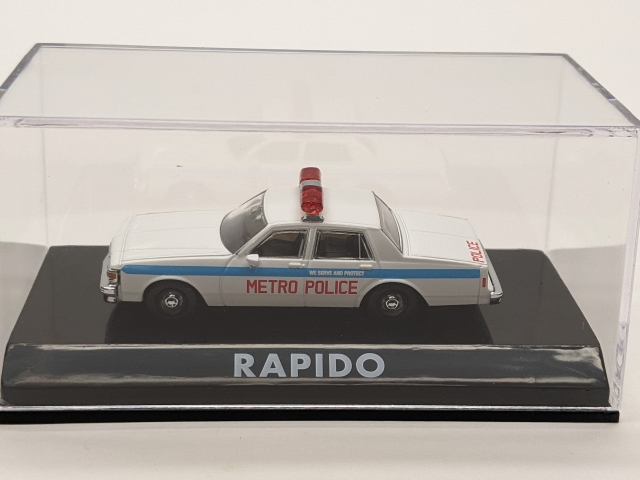 POLICE
WE SERVE AND PROTECT
METRO POLICE
RAPIDO